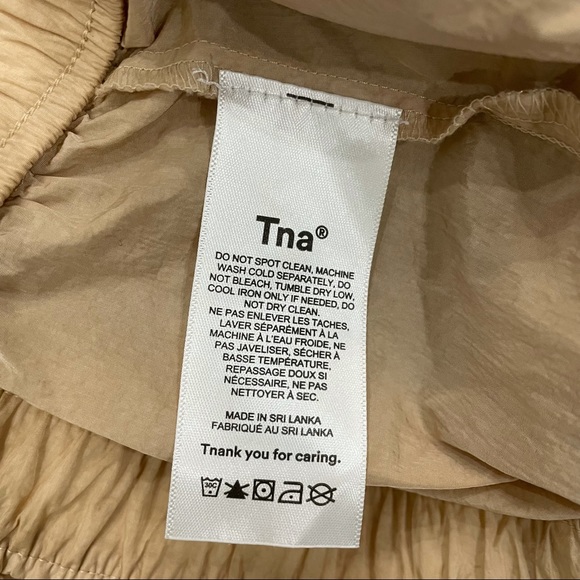 Tna®
DO NOT SPOT CLEAN, MACHINE
WASH COLD SEPARATELY, DO
NOT BLEACH, TUMBLE DRY LOW,
COOL IRON ONLY IF NEEDED, DO
NOT DRY CLEAN.
NE PAS ENLEVER LES TACHES,
LAVER SÉPARÉMENT À LA
MACHINE À L'EAU FROIDE, NE
PAS JAVELISER, SÉCHER À
BASSE TEMPÉRATURE,
REPASSAGE DOUX SI
NÉCESSAIRE, NE PAS
NETTOYER À SEC.
MADE IN SRI LANKA
FABRIQUÉ AU SRI LANKA
Tnank you for caring.
30C